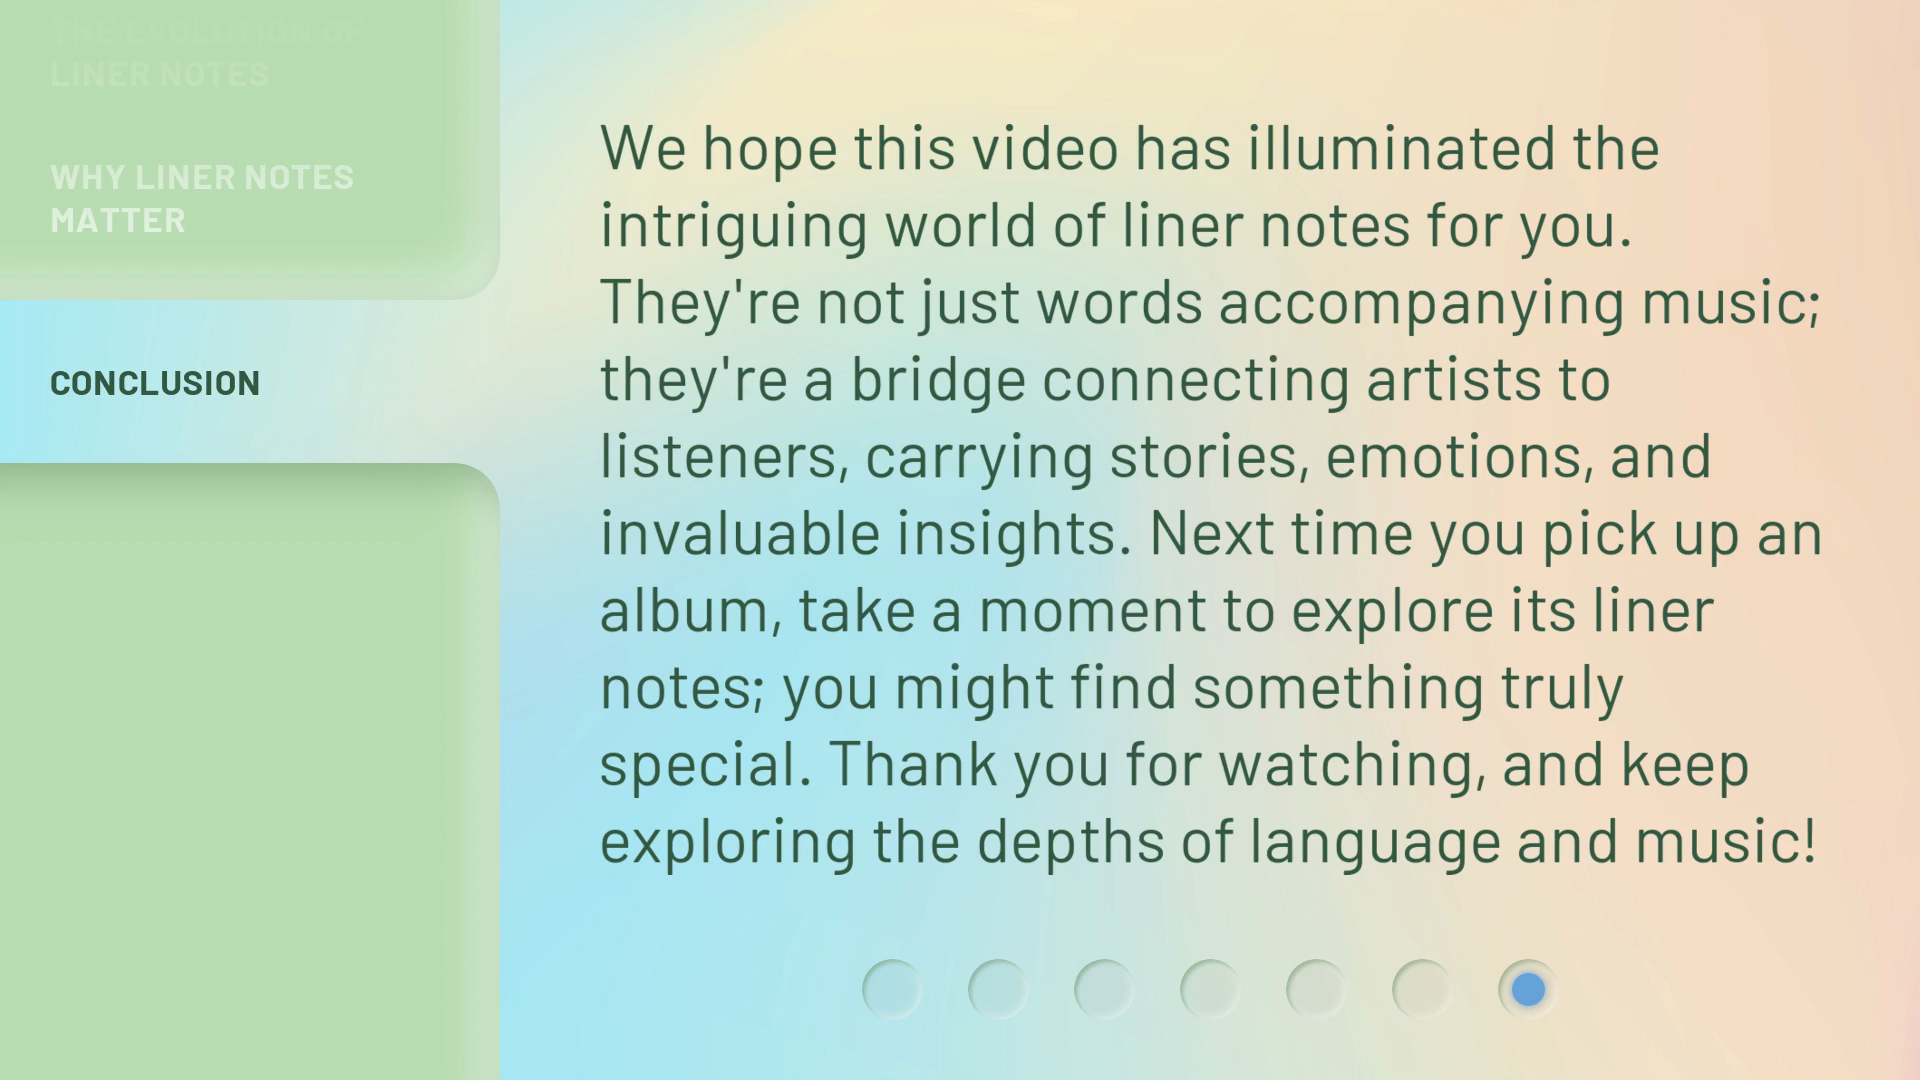 THE EVOLUTION OF
LINER NOTES
WHY LINER NOTES
MATTER
CONCLUSION
We hope this video has illuminated the
intriguing world of liner notes for you.
They're not just words accompanying music;
they're a bridge connecting artists to
listeners, carrying stories, emotions, and
invaluable insights. Next time you pick up an
album, take a moment to explore its liner
notes; you might find something truly
special. Thank you for watching, and keep
exploring the depths of language and music!